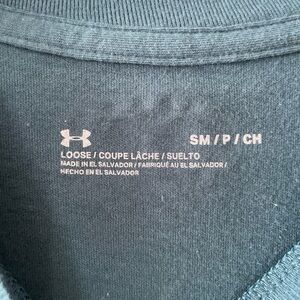 SM / P / CH
LOOSE / COUPE LÂCHE / SUELTO
MADE IN EL SALVADOR / FABRIQUÉ AU EL SALVADOR /
HECHO EN EL SALVADOR